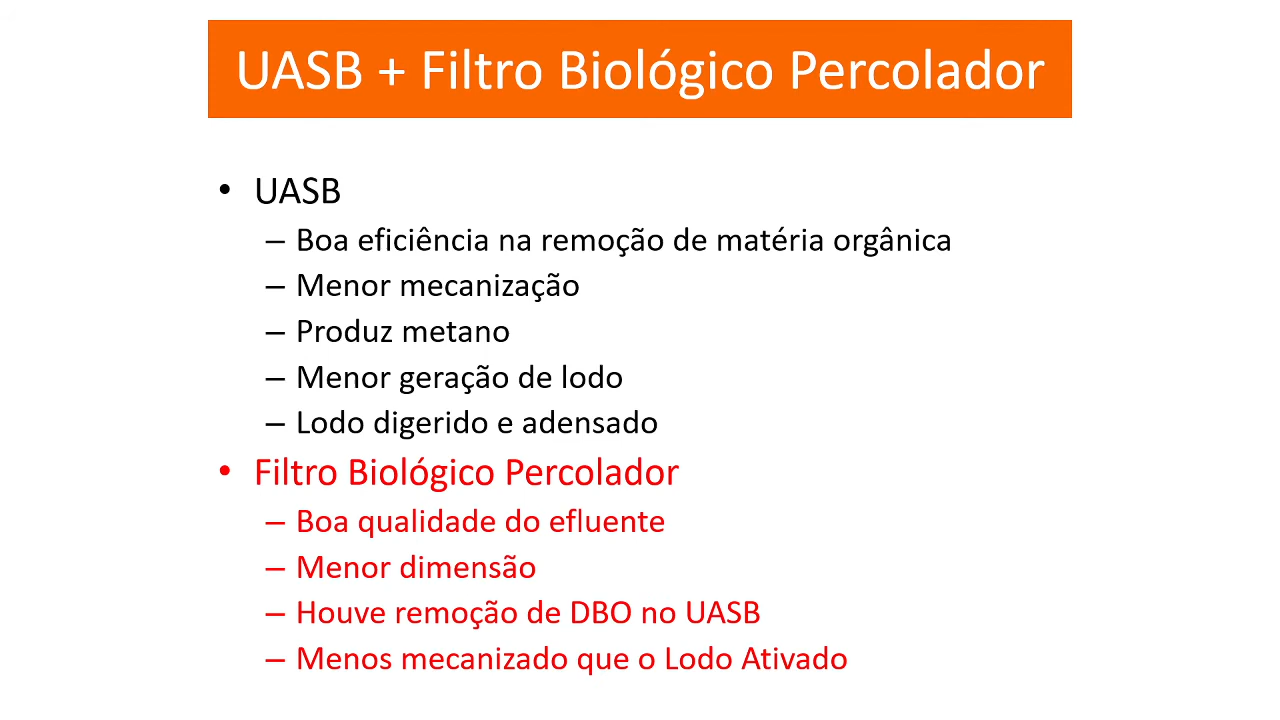 UASB + Filtro Biológico Percolador
• UASB
– Boa eficiência na remoção de matéria orgânica
– Menor mecanização
– Produz metano
– Menor geração de lodo
– Lodo digerido e adensado
• Filtro Biológico Percolador
– Boa qualidade do efluente
– Menor dimensão
– Houve remoção de DBO no UASB
– Menos mecanizado que o Lodo Ativado